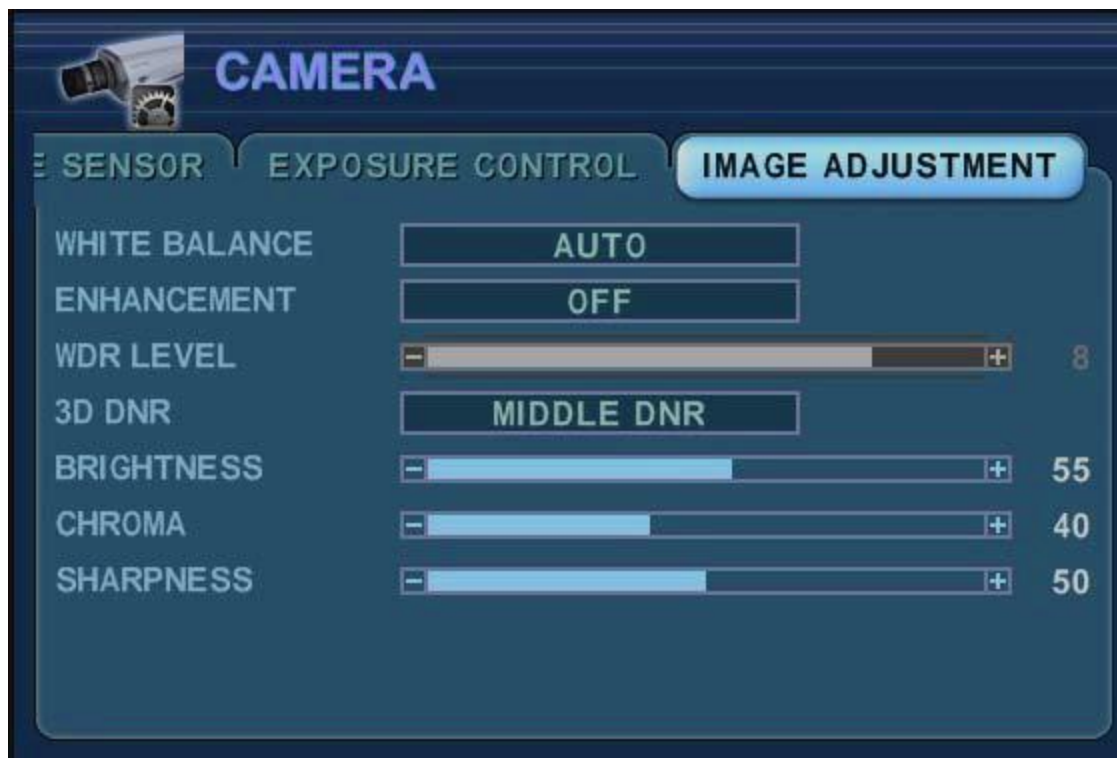 CAMERA
E SENSOR EXPOSURE CONTROL IMAGE ADJUSTMENT
WHITE BALANCE AUTO
ENHANCEMENT OFF
WDR LEVEL - + 8
3D DNR MIDDLE DNR
BRIGHTNESS - + 55
CHROMA - + 40
SHARPNESS - + 50